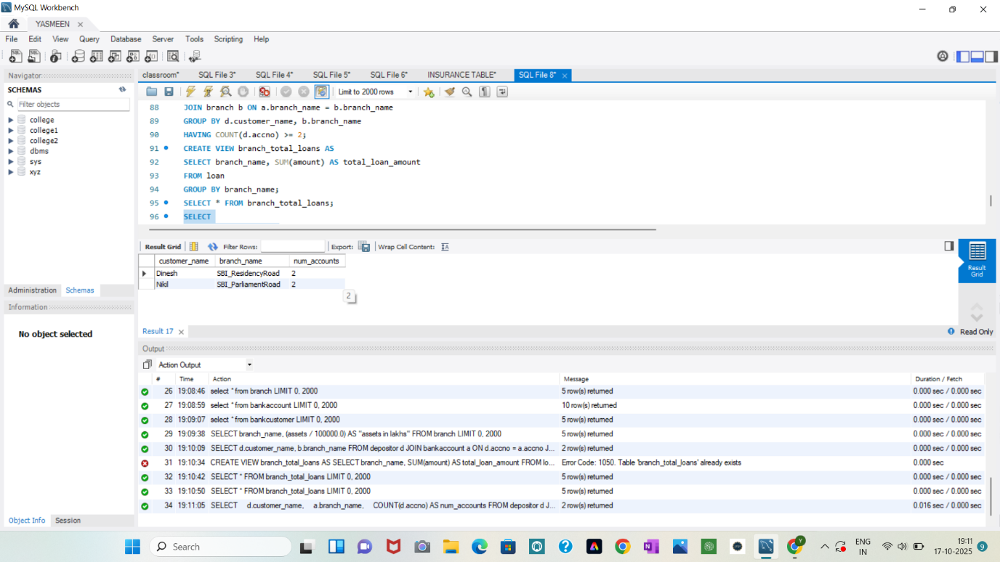 MySQL Workbench
YASMEEN
File Edit View Query Database Server Tools Scripting Help
Navigator
SCHEMAS
Filter objects
college
college1
college2
dbms
sys
xyz
Administration Schemas
Information
No object selected
Object Info Session
classroom* SQL File 3* SQL File 4* SQL File 5* SQL File 6* INSURANCE TABLE* SQL File 8*
Limit to 2000 rows
88 JOIN branch b ON a.branch_name = b.branch_name
89 GROUP BY d.customer_name, b.branch_name
90 HAVING COUNT(d.accno) >= 2;
91 CREATE VIEW branch_total_loans AS
92 SELECT branch_name, SUM(amount) AS total_loan_amount
93 FROM loan
94 GROUP BY branch_name;
95 SELECT * FROM branch_total_loans;
96 SELECT
Result Grid Filter Rows: Export: Wrap Cell Content:
customer_name branch_name num_accounts
Dinesh SBI_ResidencyRoad 2
Nikil SBI_ParliamentRoad 2
2
Result Grid
Result 17
Read Only
Output
Action Output
# Time Action Message Duration / Fetch
26 19:08:46 select * from branch LIMIT 0, 2000 5 row(s) returned 0.000 sec / 0.000 sec
27 19:08:59 select * from bankaccount LIMIT 0, 2000 10 row(s) returned 0.000 sec / 0.000 sec
28 19:09:07 select * from bankcustomer LIMIT 0, 2000 5 row(s) returned 0.000 sec / 0.000 sec
29 19:09:38 SELECT branch_name, (assets / 100000.0) AS "assets in lakhs" FROM branch LIMIT 0, 2000 5 row(s) returned 0.000 sec / 0.000 sec
30 19:10:09 SELECT d.customer_name, b.branch_name FROM depositor d JOIN bankaccount a ON d.accno = a.accno J... 2 row(s) returned 0.000 sec / 0.000 sec
31 19:10:34 CREATE VIEW branch_total_loans AS SELECT branch_name, SUM(amount) AS total_loan_amount FROM lo... Error Code: 1050. Table 'branch_total_loans' already exists 0.000 sec
32 19:10:42 SELECT * FROM branch_total_loans LIMIT 0, 2000 5 row(s) returned 0.000 sec / 0.000 sec
33 19:10:50 SELECT * FROM branch_total_loans LIMIT 0, 2000 5 row(s) returned 0.000 sec / 0.000 sec
34 19:11:05 SELECT d.customer_name, a.branch_name, COUNT(d.accno) AS num_accounts FROM depositor d J... 2 row(s) returned 0.016 sec / 0.000 sec
Search
ENG
IN
19:11
17-10-2025
9